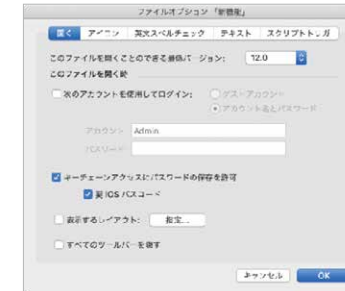 ファイルオプション 「新機能」
開く アイコン 英文スペルチェック テキスト スクリプトトリガ
このファイルを開くことのできる最低バージョン: 12.0
このファイルを開く時
次のアカウントを使用してログイン: ゲストアカウント
アカウント名とパスワード
アカウント: Admin
パスワード:
キーチェーンアクセスにパスワードの保存を許可
要 iOS パスコード
表示するレイアウト: 指定...
すべてのツールバーを隠す
キャンセル OK